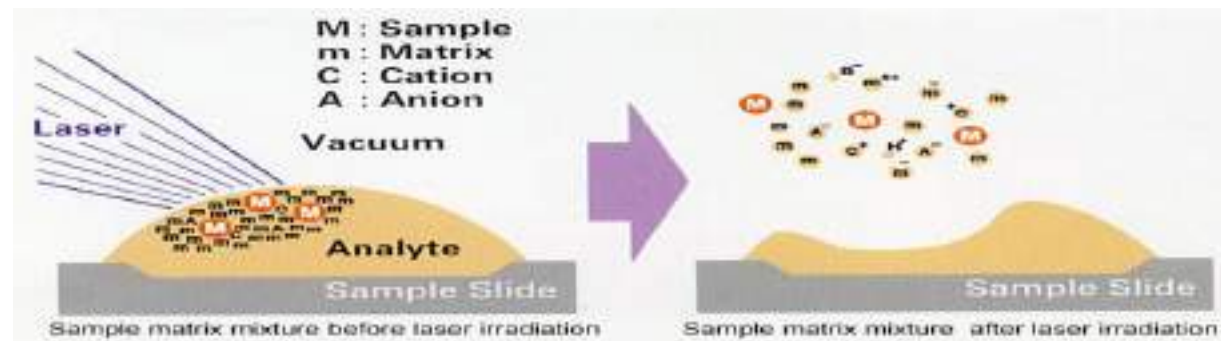 M : Sample
m : Matrix
C : Cation
A : Anion
Laser
Vacuum
M
M
M
Analyte
Sample Slide
Sample matrix mixture before laser irradiation
M
M
M
A⁻
C⁺
H⁺
A⁻
Sample Slide
Sample matrix mixture after laser irradiation